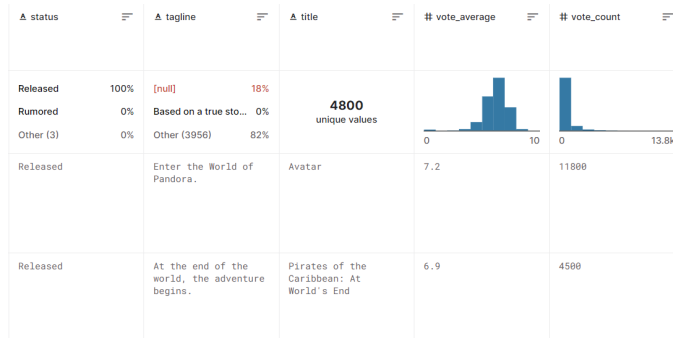 status
tagline
title
# vote_average
# vote_count
Released 100%
Rumored 0%
Other (3) 0%
[null] 18%
Based on a true sto... 0%
Other (3956) 82%
4800
unique values
0 10
0 13.8k
Released
Enter the World of
Pandora.
Avatar
7.2
11800
Released
At the end of the
world, the adventure
begins.
Pirates of the
Caribbean: At
World's End
6.9
4500